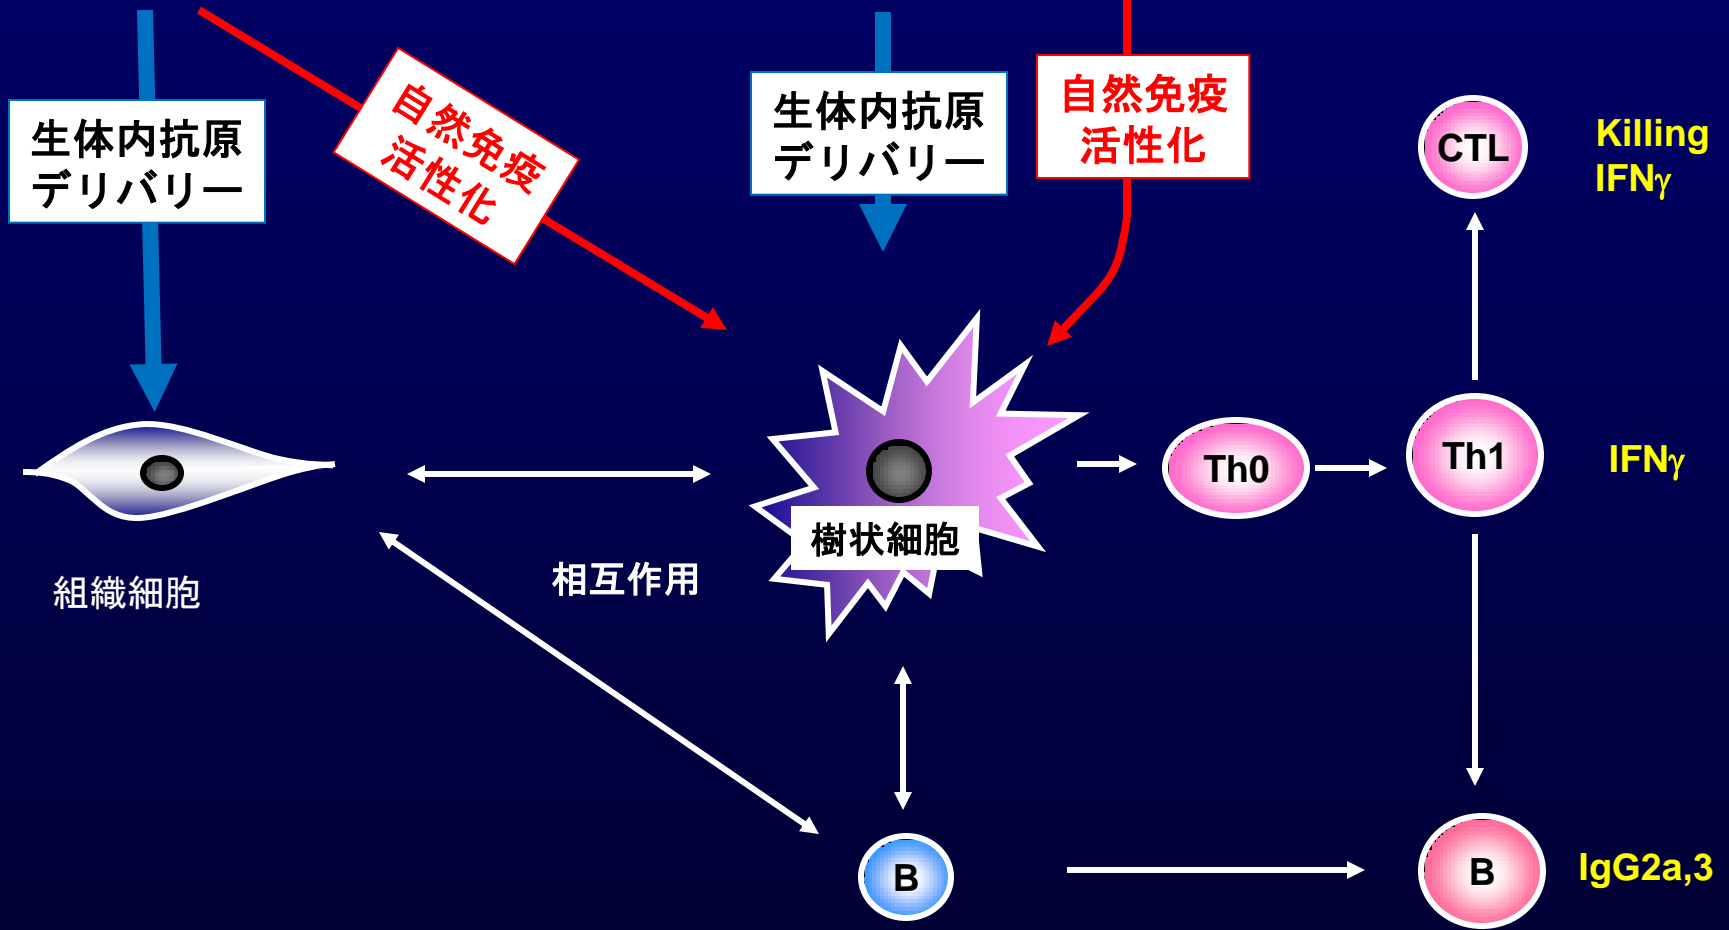 生体内抗原
デリバリー
自然免疫
活性化
生体内抗原
デリバリー
自然免疫
活性化
CTL
Killing
IFNγ
樹状細胞
Th0
Th1
IFNγ
組織細胞
相互作用
B
B
IgG2a,3